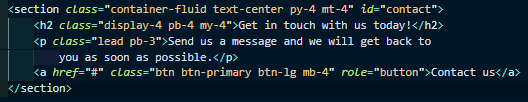 <section class="container-fluid text-center py-4 mt-4" id="contact">
<h2 class="display-4 pb-4 my-4">Get in touch with us today!</h2>
<p class="lead pb-3">Send us a message and we will get back to
you as soon as possible.</p>
<a href="#" class="btn btn-primary btn-lg mb-4" role="button">Contact us</a>
</section>